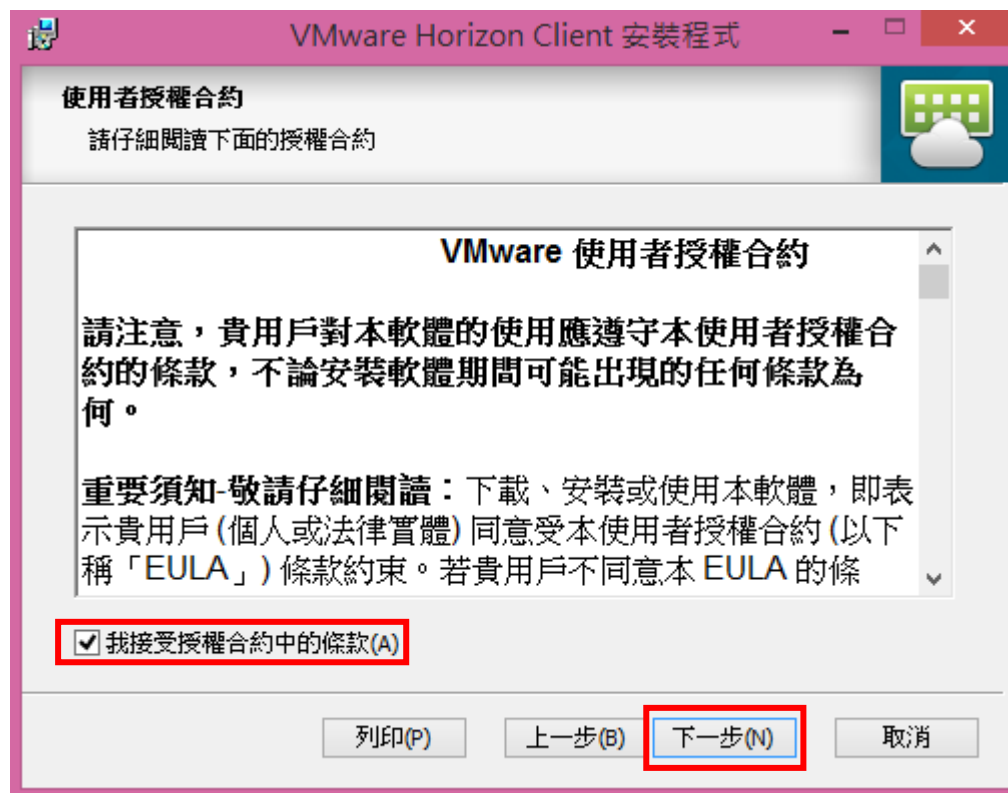 VMware Horizon Client 安裝程式
使用者授權合約
請仔細閱讀下面的授權合約
VMware 使用者授權合約
請注意，貴用戶對本軟體的使用應遵守本使用者授權合
約的條款，不論安裝軟體期間可能出現的任何條款為
何。
重要須知-敬請仔細閱讀：下載、安裝或使用本軟體，即表
示貴用戶 (個人或法律實體) 同意受本使用者授權合約 (以下
稱「EULA」) 條款約束。若貴用戶不同意本 EULA 的條
我接受授權合約中的條款(A)
列印(P) 上一步(B) 下一步(N) 取消